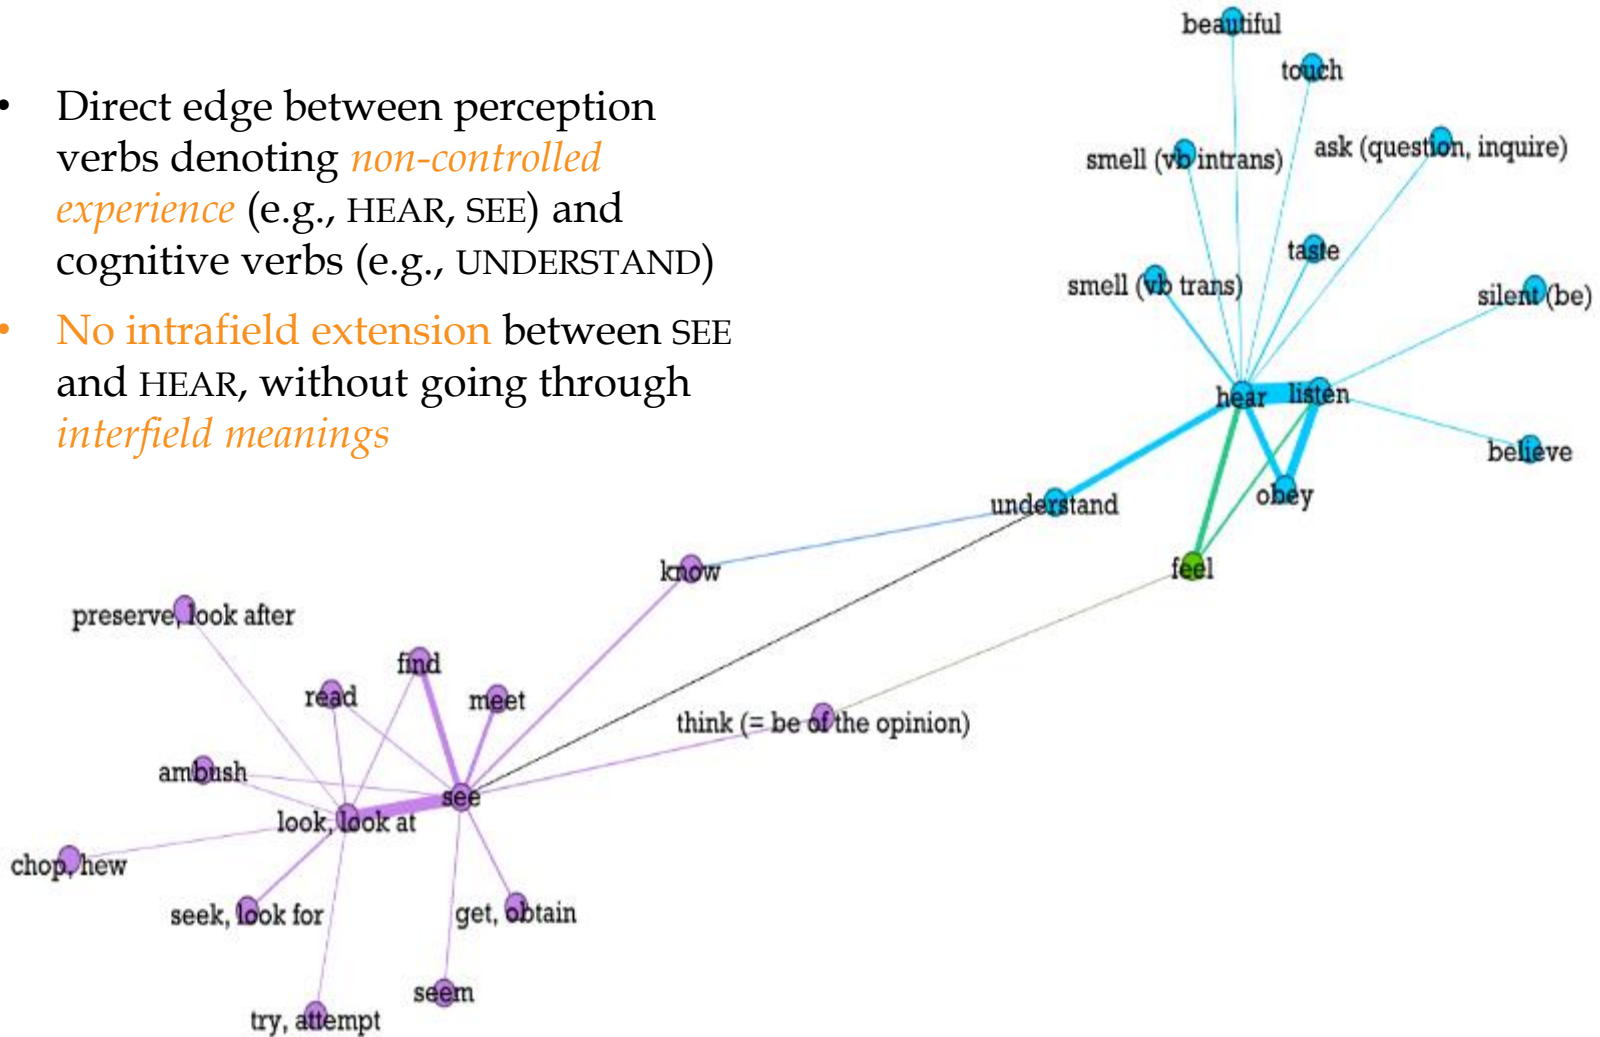 • Direct edge between perception
verbs denoting non-controlled
experience (e.g., HEAR, SEE) and
cognitive verbs (e.g., UNDERSTAND)
• No intrafield extension between SEE
and HEAR, without going through
interfield meanings
beautiful
touch
ask (question, inquire)
smell (vb intrans)
taste
smell (vb trans)
silent (be)
hear
listen
believe
obey
understand
feel
know
preserve, look after
find
read
meet
think (= be of the opinion)
ambush
see
look, look at
chop, hew
seek, look for
get, obtain
seem
try, attempt